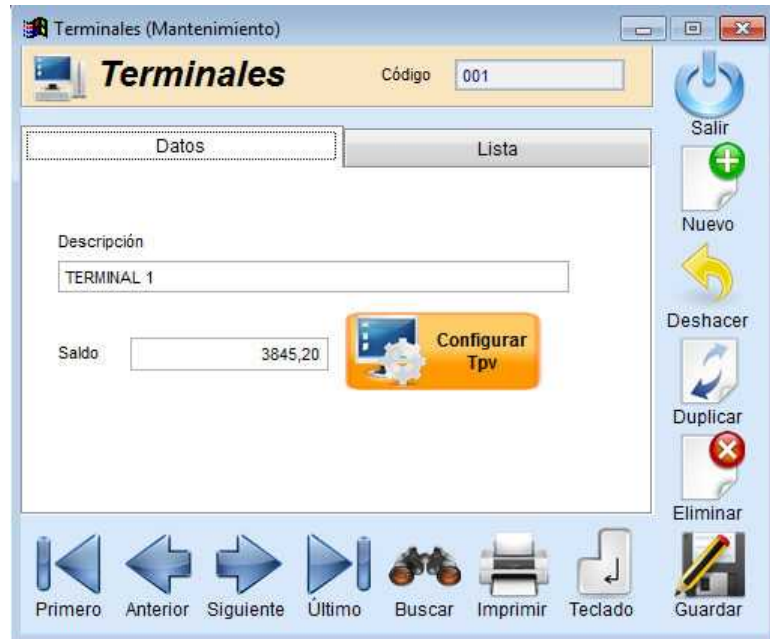 Terminales (Mantenimiento)
Terminales
Código
001
Salir
Datos
Lista
Nuevo
Descripción
TERMINAL 1
Deshacer
Saldo
3845,20
Configurar
Tpv
Duplicar
Eliminar
Primero
Anterior
Siguiente
Último
Buscar
Imprimir
Teclado
Guardar